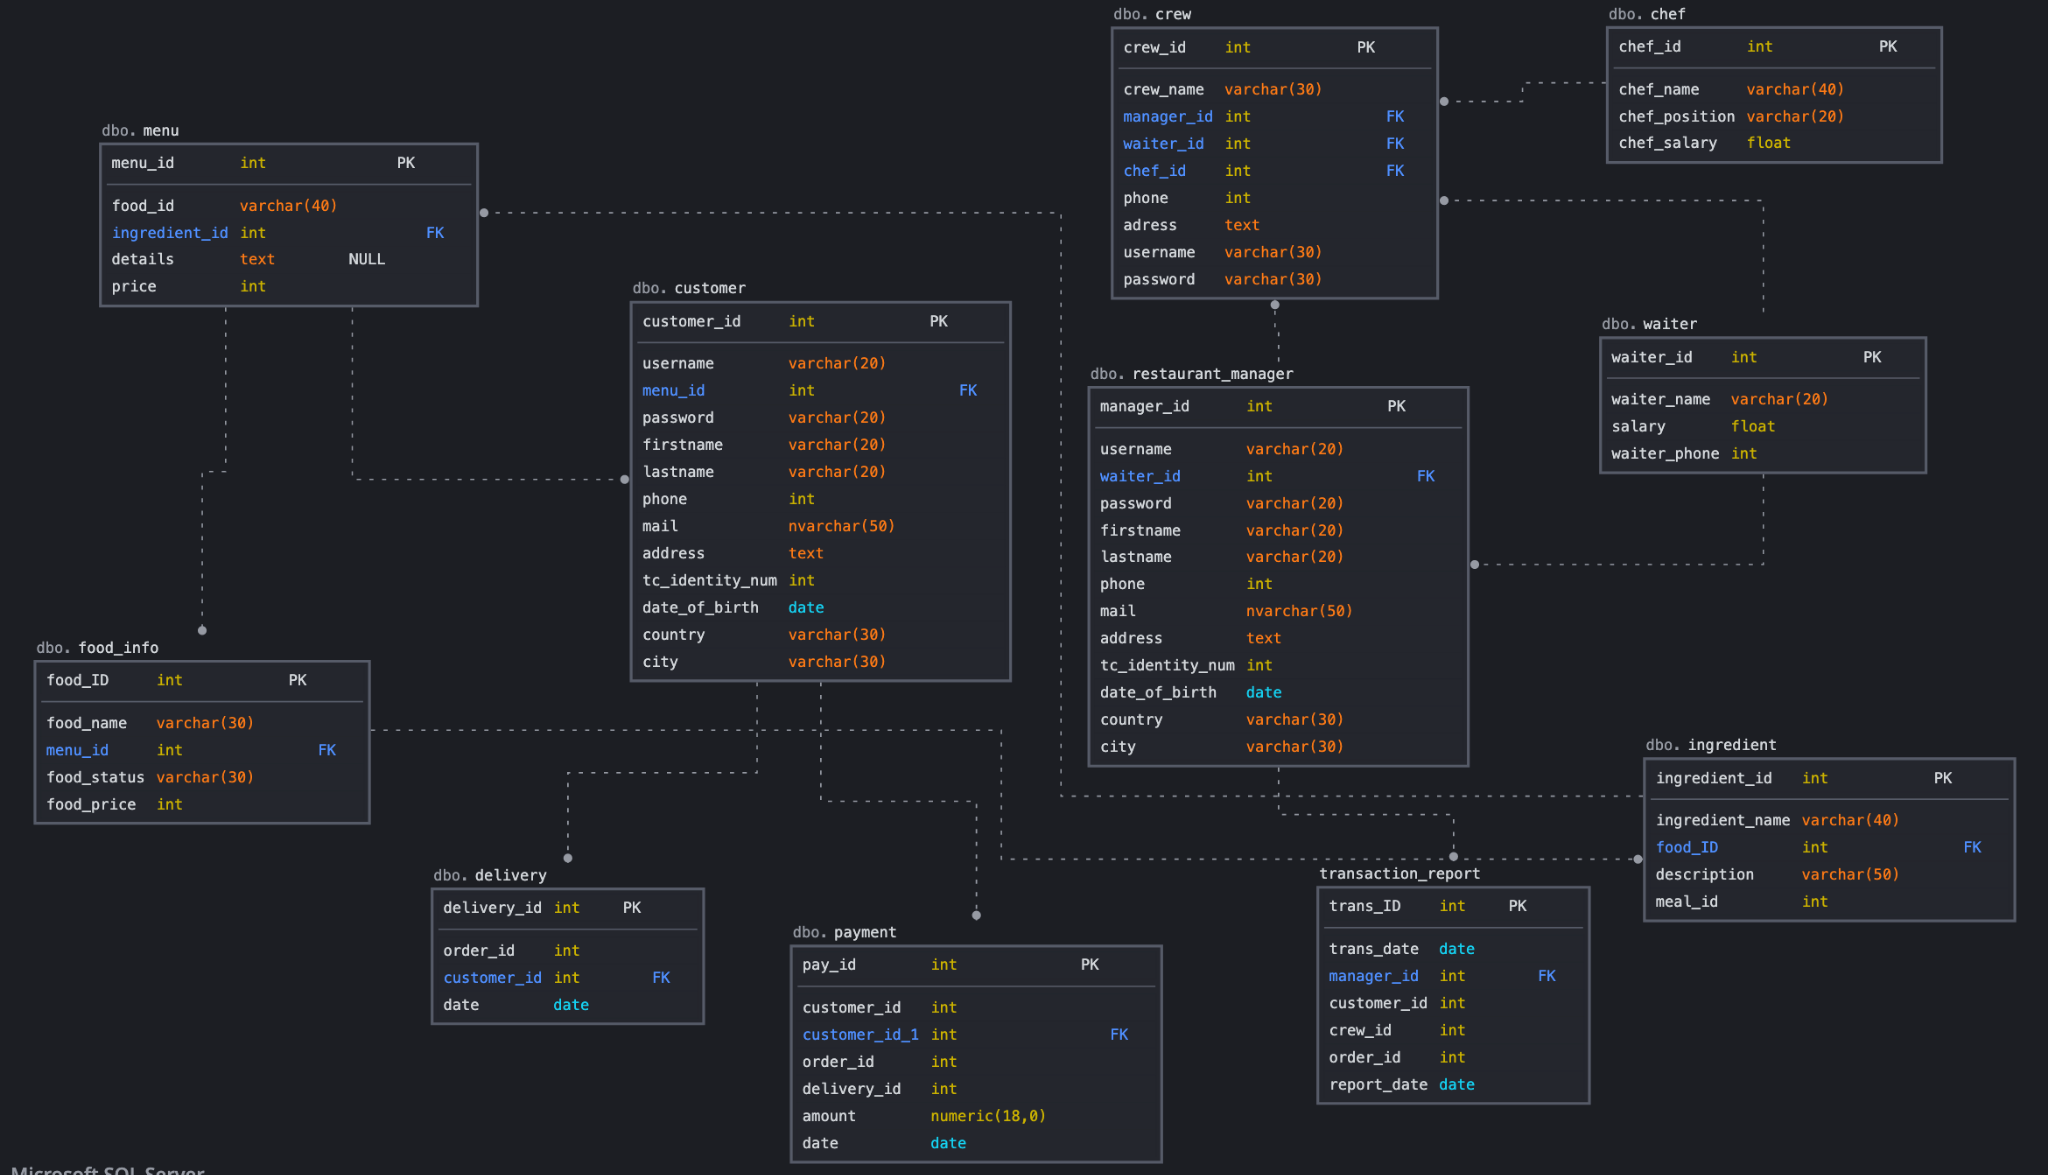 dbo. crew
crew_id int PK
crew_name varchar(30)
manager_id int FK
waiter_id int FK
chef_id int FK
phone int
adress text
username varchar(30)
password varchar(30)
dbo. chef
chef_id int PK
chef_name varchar(40)
chef_position varchar(20)
chef_salary float
dbo. menu
menu_id int PK
food_id varchar(40)
ingredient_id int FK
details text NULL
price int
dbo. customer
customer_id int PK
username varchar(20)
menu_id int FK
password varchar(20)
firstname varchar(20)
lastname varchar(20)
phone int
mail nvarchar(50)
address text
tc_identity_num int
date_of_birth date
country varchar(30)
city varchar(30)
dbo. waiter
waiter_id int PK
waiter_name varchar(20)
salary float
waiter_phone int
dbo. restaurant_manager
manager_id int PK
username varchar(20)
waiter_id int FK
password varchar(20)
firstname varchar(20)
lastname varchar(20)
phone int
mail nvarchar(50)
address text
tc_identity_num int
date_of_birth date
country varchar(30)
city varchar(30)
dbo. food_info
food_ID int PK
food_name varchar(30)
menu_id int FK
food_status varchar(30)
food_price int
dbo. ingredient
ingredient_id int PK
ingredient_name varchar(40)
food_ID int FK
description varchar(50)
meal_id int
dbo. delivery
delivery_id int PK
order_id int
customer_id int FK
date date
dbo. payment
pay_id int PK
customer_id int
customer_id_1 int FK
order_id int
delivery_id int
amount numeric(18,0)
date date
transaction_report
trans_ID int PK
trans_date date
manager_id int FK
customer_id int
crew_id int
order_id int
report_date date
Microsoft SQL Server